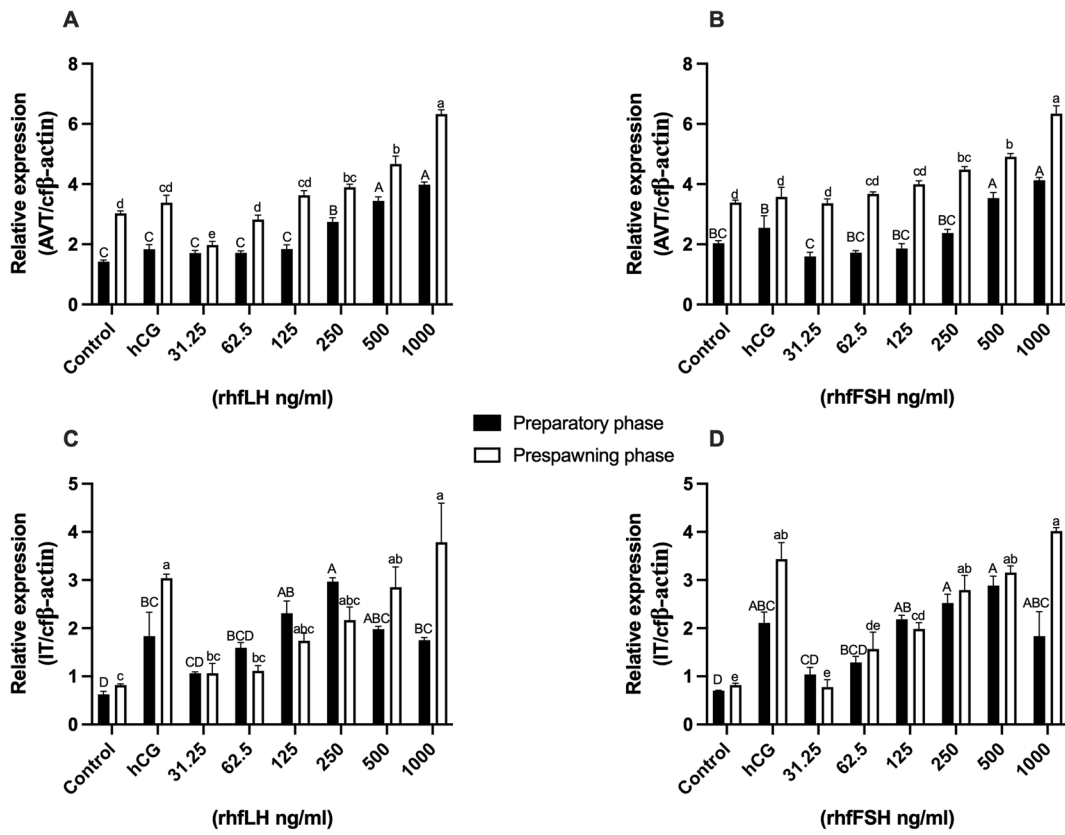 A
Relative expression
(AVT/cfβ-actin)
8
6
4
2
0
C d C cd C e C d C cd B bc A b A a
Control hCG 31.25 62.5 125 250 500 1000
(rhfLH ng/ml)
B
Relative expression
(AVT/cfβ-actin)
8
6
4
2
0
BC d B d C d BC cd BC cd BC bc A b A a
Control hCG 31.25 62.5 125 250 500 1000
(rhfFSH ng/ml)
Preparatory phase
Prespawning phase
C
Relative expression
(IT/cfβ-actin)
5
4
3
2
1
0
D c BC a CD bc BCD bc AB abc A abc ABC ab BC a
Control hCG 31.25 62.5 125 250 500 1000
(rhfLH ng/ml)
D
Relative expression
(IT/cfβ-actin)
5
4
3
2
1
0
D e ABC ab CD e BCD de AB cd A ab A ab ABC a
Control hCG 31.25 62.5 125 250 500 1000
(rhfFSH ng/ml)